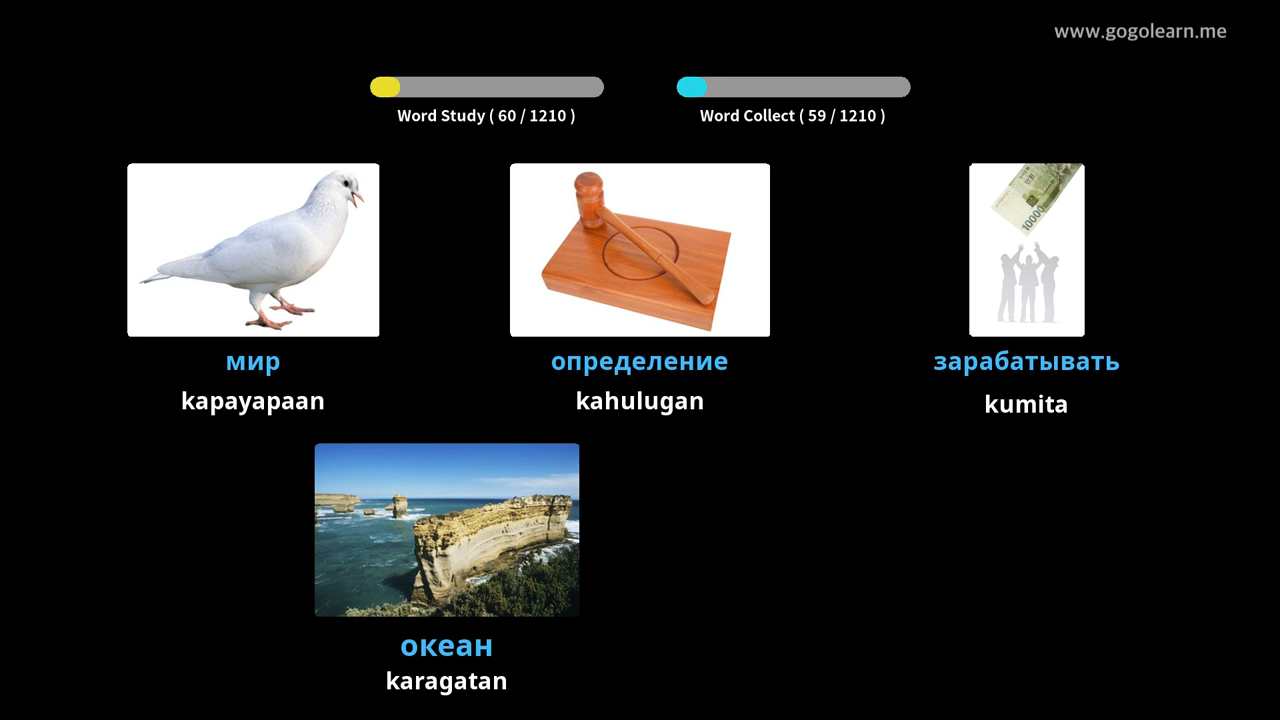 www.gogolearn.me
Word Study ( 60 / 1210 )
Word Collect ( 59 / 1210 )
10000
мир
определение
зарабатывать
kapayapaan
kahulugan
kumita
океан
karagatan